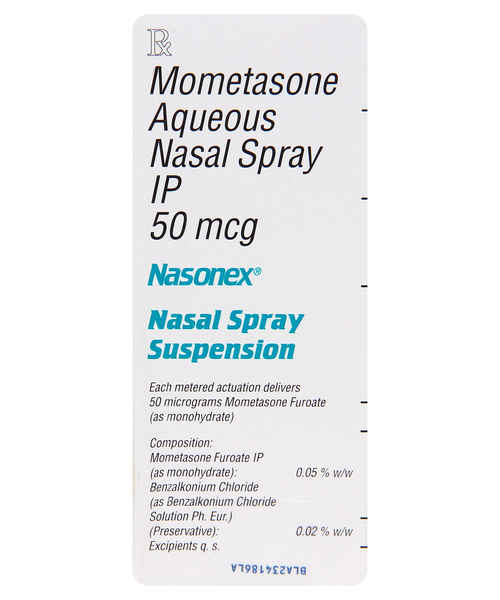 Rx
Mometasone
Aqueous
Nasal Spray
IP
50 mcg
Nasonex®
Nasal Spray
Suspension
Each metered actuation delivers
50 micrograms Mometasone Furoate
(as monohydrate)
Composition:
Mometasone Furoate IP
(as monohydrate): 0.05 % w/w
Benzalkonium Chloride
(as Benzalkonium Chloride
Solution Ph. Eur.)
(Preservative): 0.02 % w/w
Excipients q. s.
BLA234186LA